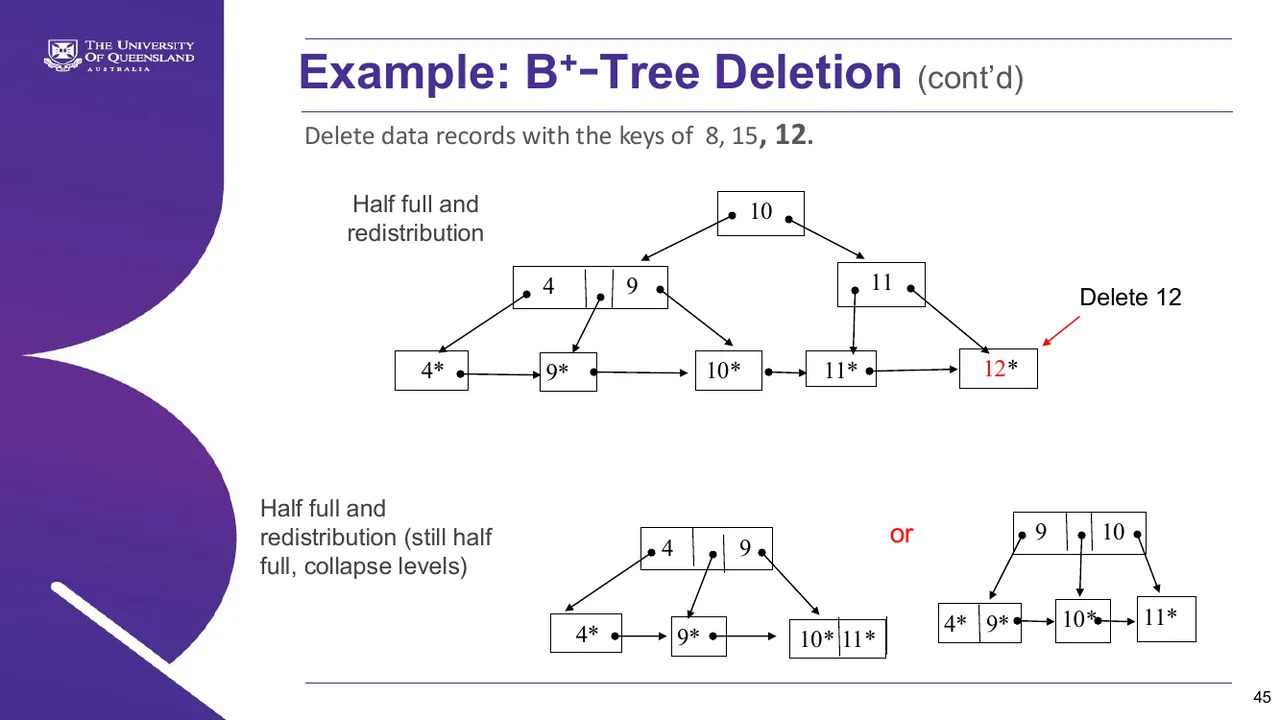 THE UNIVERSITY
OF QUEENSLAND
AUSTRALIA
Example: B+-Tree Deletion (cont’d)
Delete data records with the keys of 8, 15, 12.
Half full and
redistribution
10
4 9
11
Delete 12
4* 9* 10* 11* 12*
Half full and
redistribution (still half
full, collapse levels)
4 9
or
9 10
4* 9* 10* 11*
4* 9* 10* 11*
45